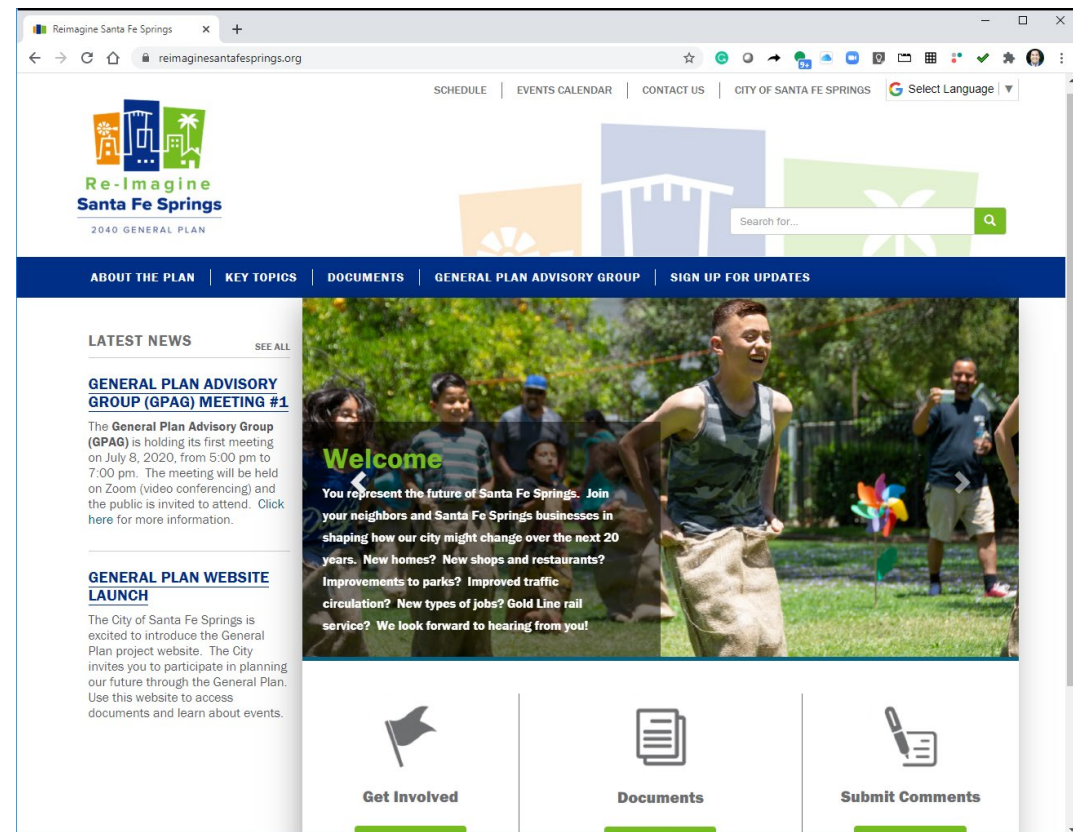 Reimagine Santa Fe Springs
reimaginesantafesprings.org
9+
SCHEDULE
EVENTS CALENDAR
CONTACT US
CITY OF SANTA FE SPRINGS
G Select Language ▼
Re-Imagine
Santa Fe Springs
2040 GENERAL PLAN
Search for...
ABOUT THE PLAN
KEY TOPICS
DOCUMENTS
GENERAL PLAN ADVISORY GROUP
SIGN UP FOR UPDATES
LATEST NEWS
SEE ALL
GENERAL PLAN ADVISORY
GROUP (GPAG) MEETING #1
The General Plan Advisory Group
(GPAG) is holding its first meeting
on July 8, 2020, from 5:00 pm to
7:00 pm. The meeting will be held
on Zoom (video conferencing) and
the public is invited to attend. Click
here for more information.
GENERAL PLAN WEBSITE
LAUNCH
The City of Santa Fe Springs is
excited to introduce the General
Plan project website. The City
invites you to participate in planning
our future through the General Plan.
Use this website to access
documents and learn about events.
Welcome
You represent the future of Santa Fe Springs. Join
your neighbors and Santa Fe Springs businesses in
shaping how our city might change over the next 20
years. New homes? New shops and restaurants?
Improvements to parks? Improved traffic
circulation? New types of jobs? Gold Line rail
service? We look forward to hearing from you!
Get Involved
Documents
Submit Comments